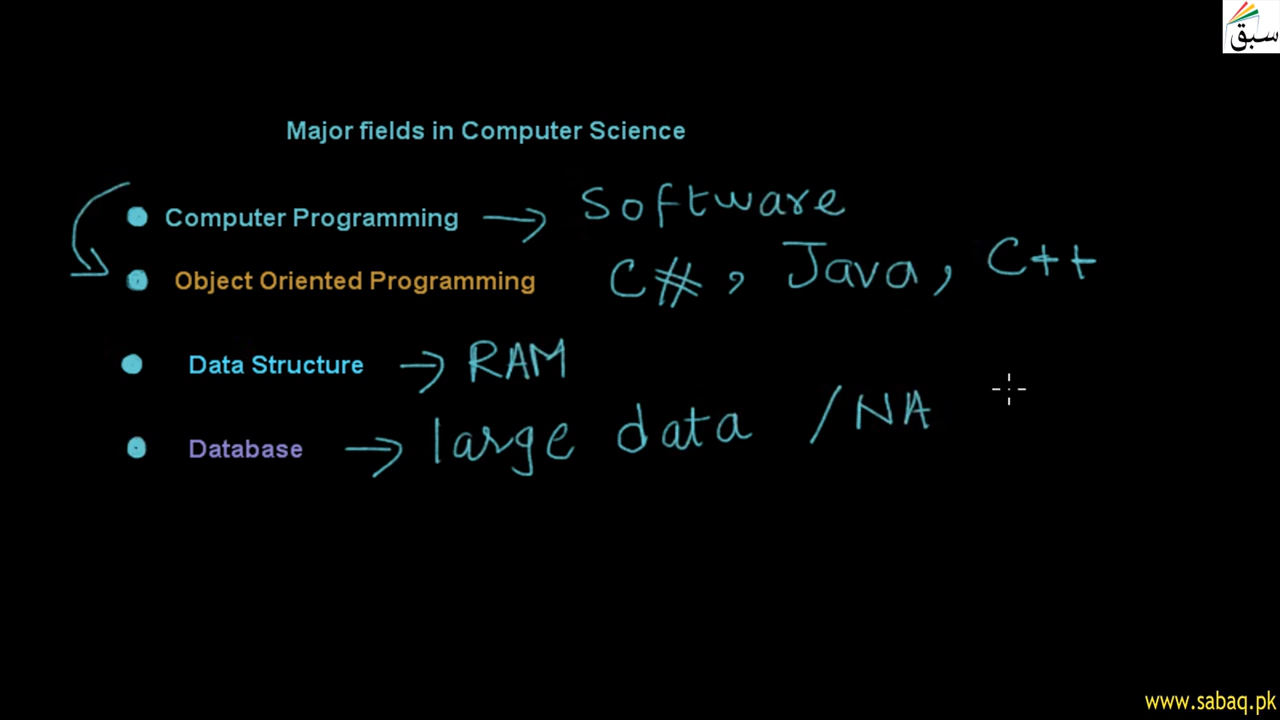 سبق
Major fields in Computer Science
Computer Programming → Software
Object Oriented Programming C#, Java, C++
Data Structure → RAM
Database → large data /NA
www.sabaq.pk